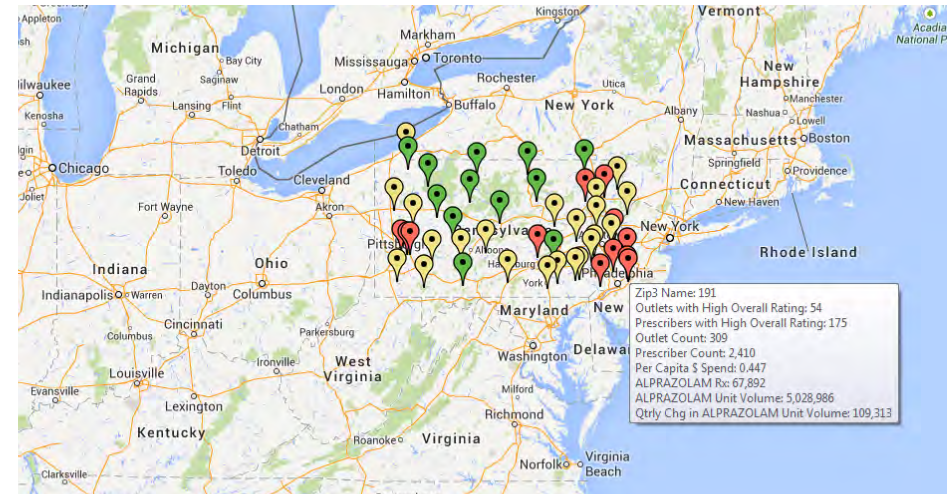 Appleton
Michigan
Bay City
Saginaw
Grand
Rapids
Lansing
Flint
Milwaukee
Kenosha
Chicago
Joliet
Detroit
Toledo
Chatham
London
Markham
Mississauga
Toronto
Hamilton
Kingston
Rochester
Buffalo
Utica
New York
Albany
Vermont
Acadia
National P
New
Hampshire
Manchester
Nashua
Lowell
Massachusetts
Boston
Springfield
Providence
Connecticut
New Haven
New York
Rhode Island
Cleveland
Akron
Fort Wayne
Indiana
Indianapolis
Muncie
Ohio
Dayton
Columbus
Cincinnati
Columbus
Louisville
Evansville
Lexington
Kentucky
Clarksville
Ironville
Parkersburg
West
Virginia
Maryland
Washington
Delawa
New
York
Philadelphia
Milford
Richmond
Roanoke
Virginia
Norfolk
Virginia
Beach
Zip3 Name: 191
Outlets with High Overall Rating: 54
Prescribers with High Overall Rating: 175
Outlet Count: 309
Prescriber Count: 2,410
Per Capita $ Spend: 0.447
ALPRAZOLAM Rx: 67,892
ALPRAZOLAM Unit Volume: 5,028,986
Qtrly Chg in ALPRAZOLAM Unit Volume: 109,313